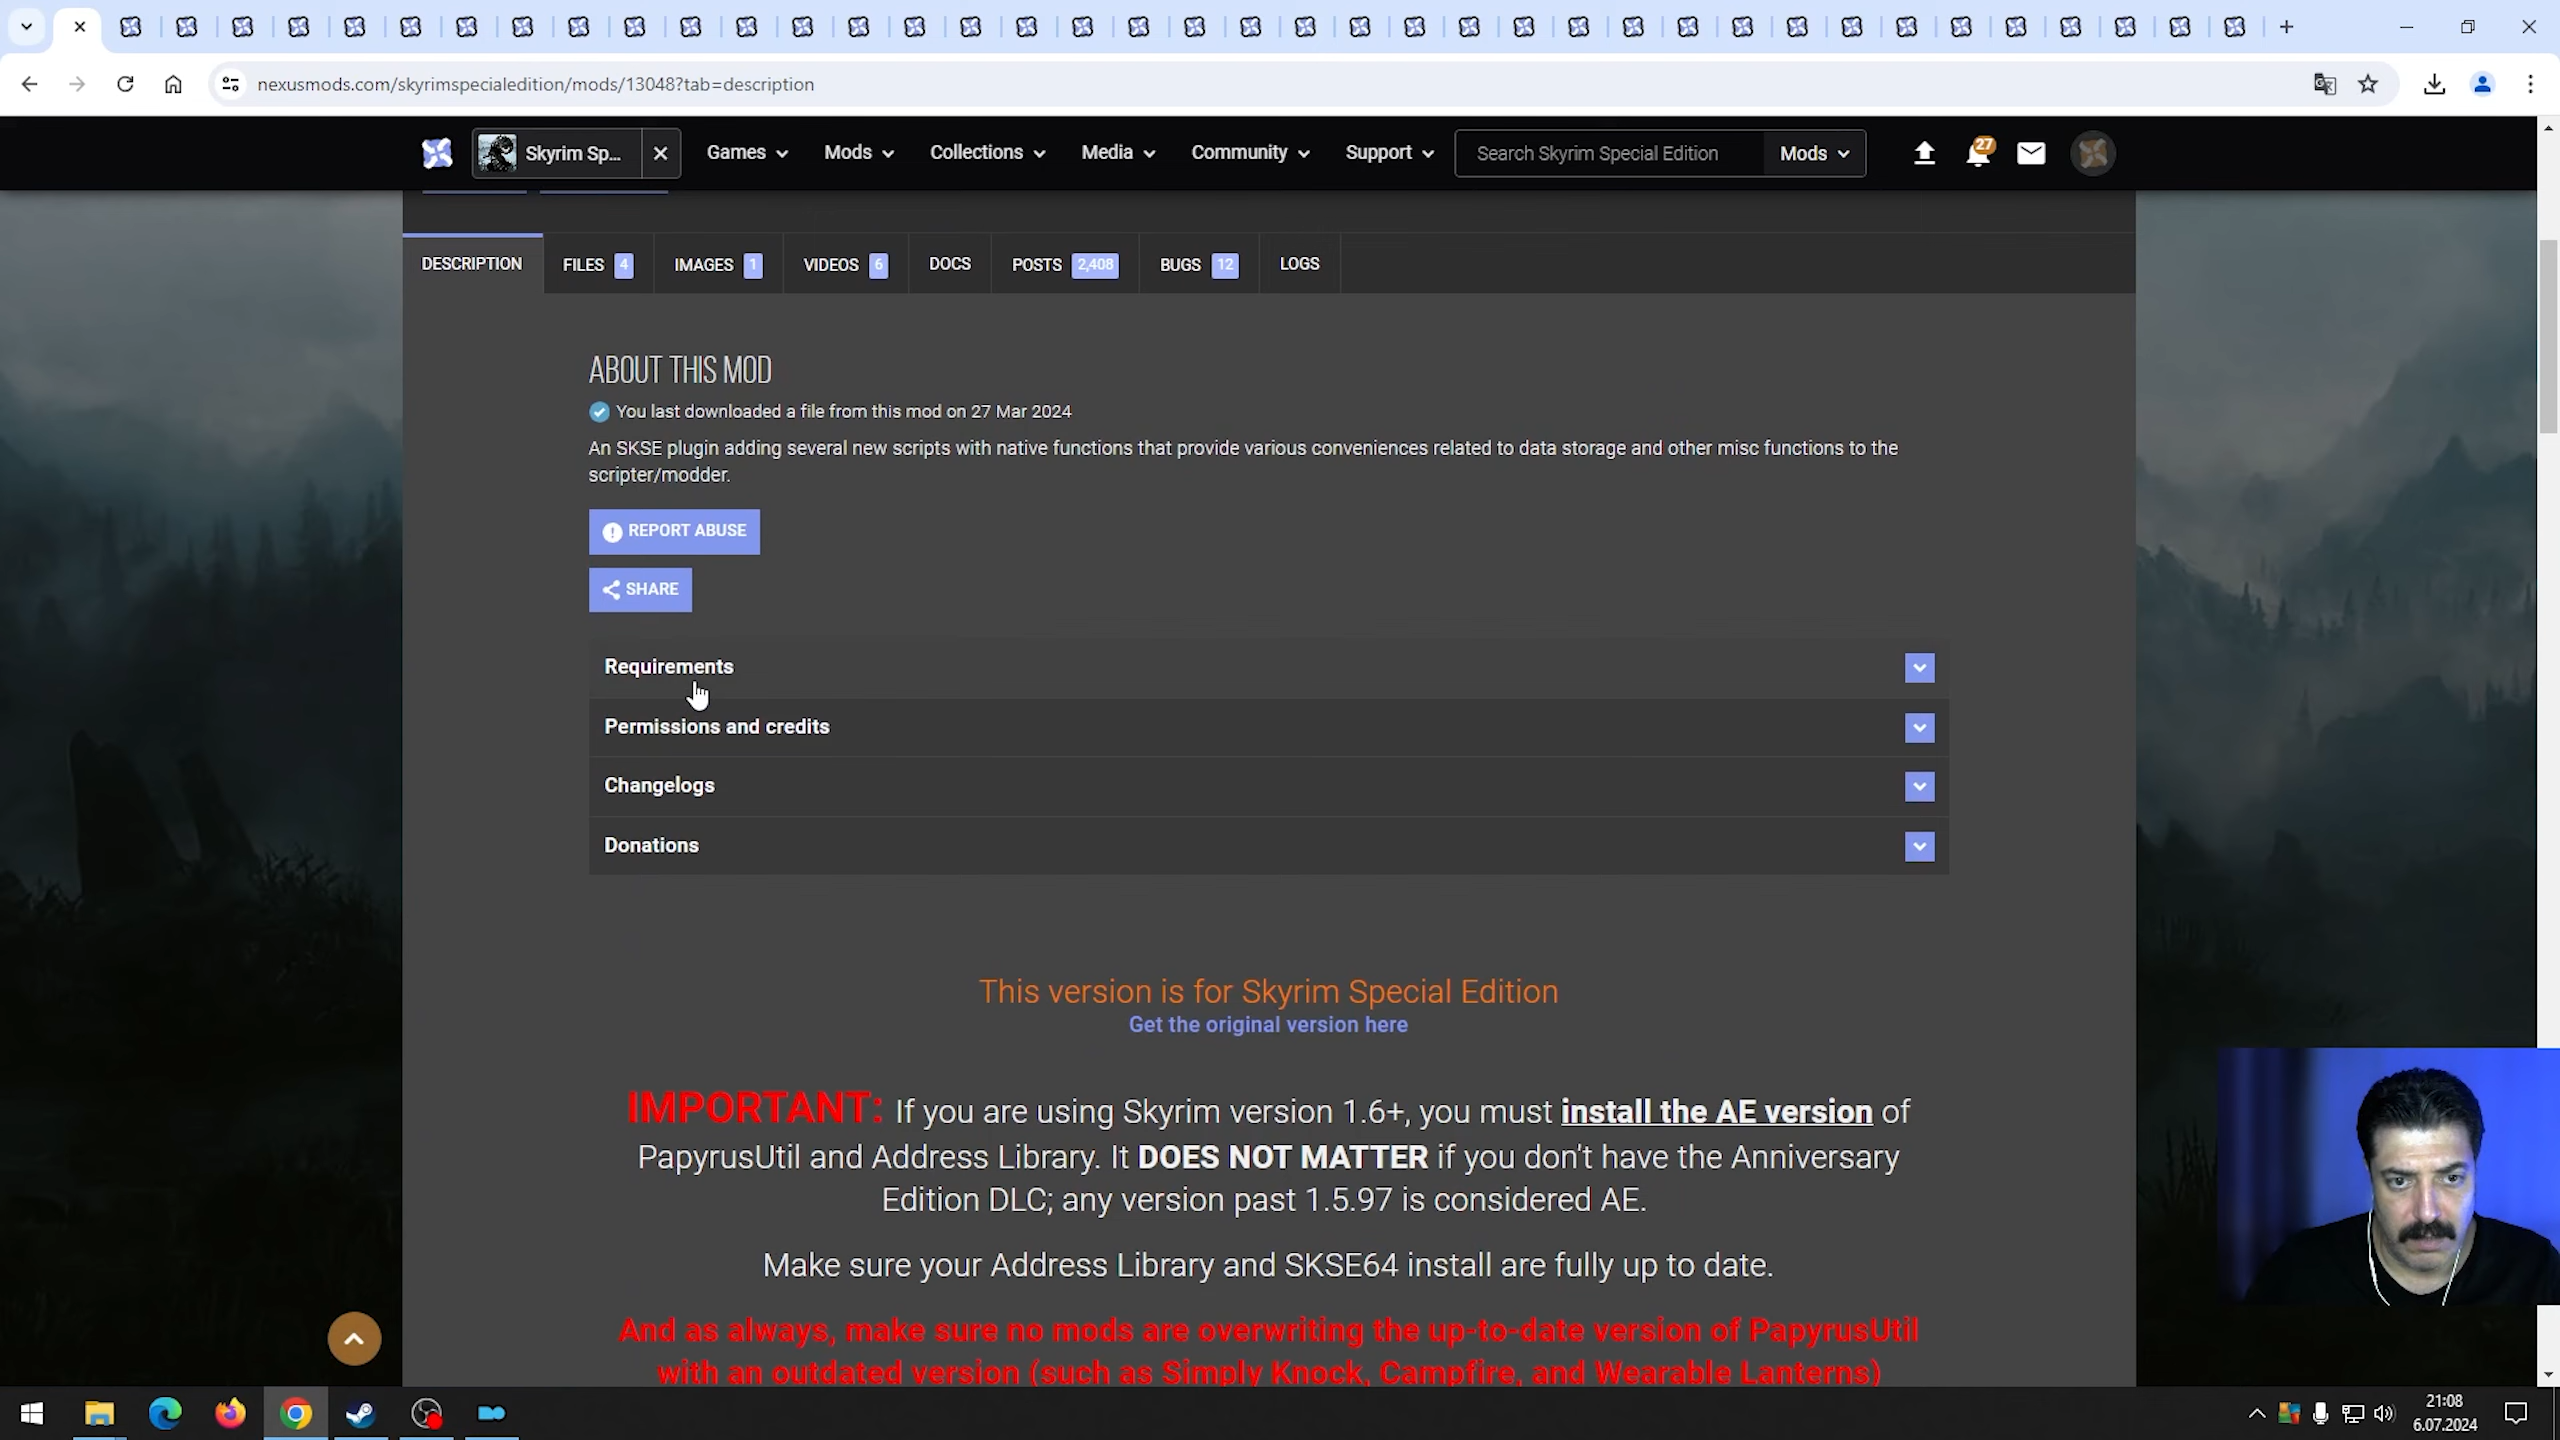 nexusmods.com/skyrimspecialedition/mods/13048?tab=description
Skyrim Sp...
Games
Mods
Collections
Media
Community
Support
Search Skyrim Special Edition
Mods
27
DESCRIPTION
FILES 4
IMAGES 1
VIDEOS 6
DOCS
POSTS 2,408
BUGS 12
LOGS
ABOUT THIS MOD
You last downloaded a file from this mod on 27 Mar 2024
An SKSE plugin adding several new scripts with native functions that provide various conveniences related to data storage and other misc functions to the
scripter/modder.
REPORT ABUSE
SHARE
Requirements
Permissions and credits
Changelogs
Donations
This version is for Skyrim Special Edition
Get the original version here
IMPORTANT: If you are using Skyrim version 1.6+, you must install the AE version of
PapyrusUtil and Address Library. It DOES NOT MATTER if you don't have the Anniversary
Edition DLC; any version past 1.5.97 is considered AE.
Make sure your Address Library and SKSE64 install are fully up to date.
And as always, make sure no mods are overwriting the up-to-date version of PapyrusUtil
with an outdated version (such as Simply Knock, Campfire, and Wearable Lanterns)
21:08
6.07.2024